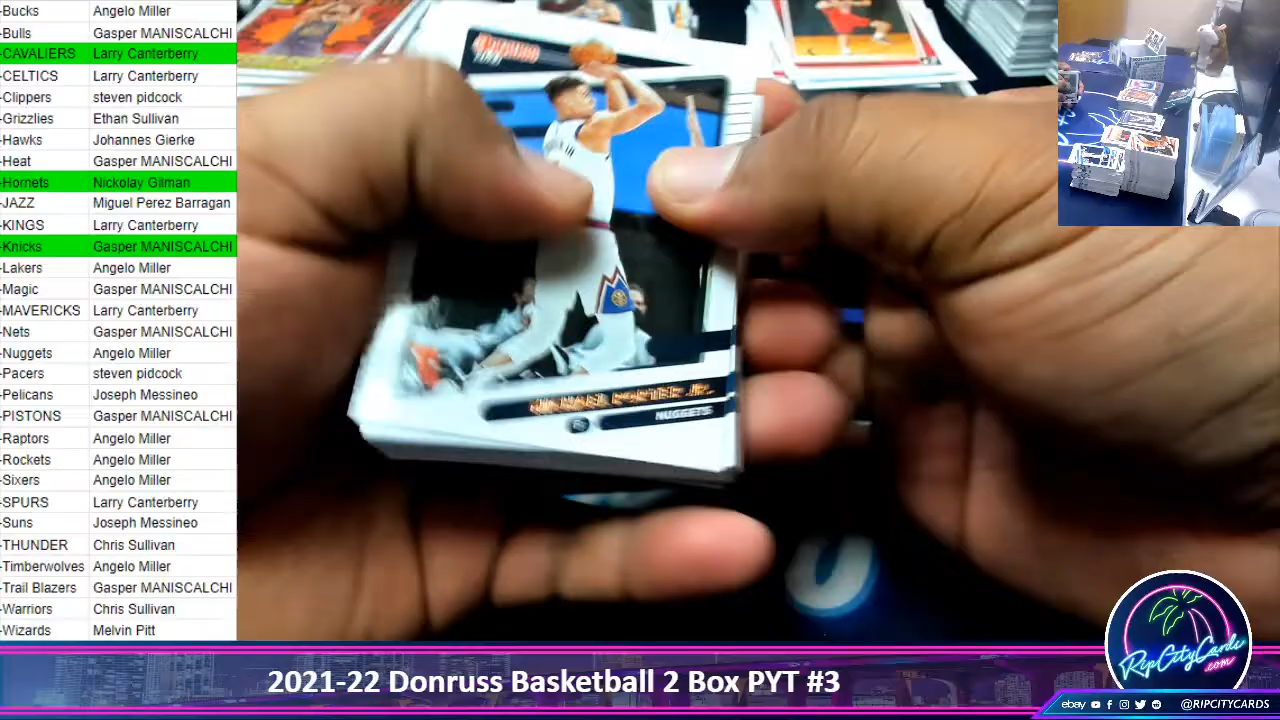 -Bucks Angelo Miller
-Bulls Gasper MANISCALCHI
-CAVALIERS Larry Canterberry
-CELTICS Larry Canterberry
-Clippers steven pidcock
-Grizzlies Ethan Sullivan
-Hawks Johannes Gierke
-Heat Gasper MANISCALCHI
-Hornets Nickolay Gilman
-JAZZ Miguel Perez Barragan
-KINGS Larry Canterberry
-Knicks Gasper MANISCALCHI
-Lakers Angelo Miller
-Magic Gasper MANISCALCHI
-MAVERICKS Larry Canterberry
-Nets Gasper MANISCALCHI
-Nuggets Angelo Miller
-Pacers steven pidcock
-Pelicans Joseph Messineo
-PISTONS Gasper MANISCALCHI
-Raptors Angelo Miller
-Rockets Angelo Miller
-Sixers Angelo Miller
-SPURS Larry Canterberry
-Suns Joseph Messineo
-THUNDER Chris Sullivan
-Timberwolves Angelo Miller
-Trail Blazers Gasper MANISCALCHI
-Warriors Chris Sullivan
-Wizards Melvin Pitt
MICHAEL PORTER JR.
NUGGETS
RipCityCards
.com
2021-22 Donruss Basketball 2 Box PYT #3
ebay @RIPCITYCARDS